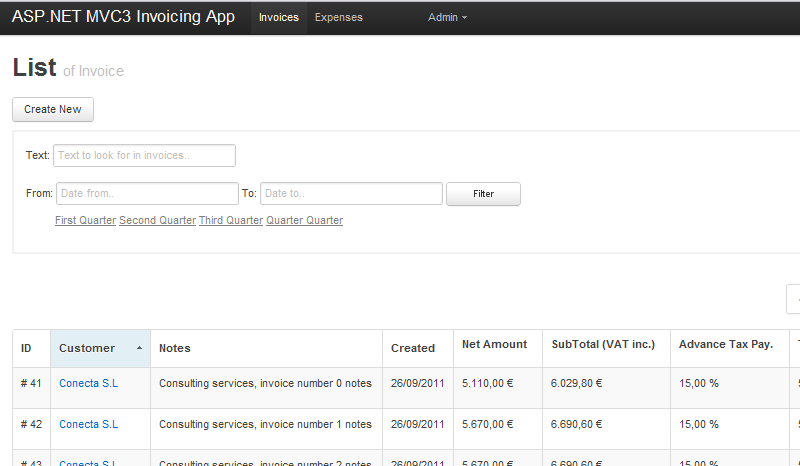 ASP.NET MVC3 Invoicing App Invoices Expenses Admin
List of Invoice
Create New
Text: Text to look for in invoices..
From: Date from.. To: Date to.. Filter
First Quarter Second Quarter Third Quarter Quarter Quarter
ID Customer Notes Created Net Amount SubTotal (VAT inc.) Advance Tax Pay.
# 41 Conecta S.L Consulting services, invoice number 0 notes 26/09/2011 5.110,00 € 6.029,80 € 15,00 %
# 42 Conecta S.L Consulting services, invoice number 1 notes 26/09/2011 5.670,00 € 6.690,60 € 15,00 %
# 43 Conecta S.L Consulting services, invoice number 2 notes 26/09/2011 5.670,00 € 6.690,60 € 15,00 %